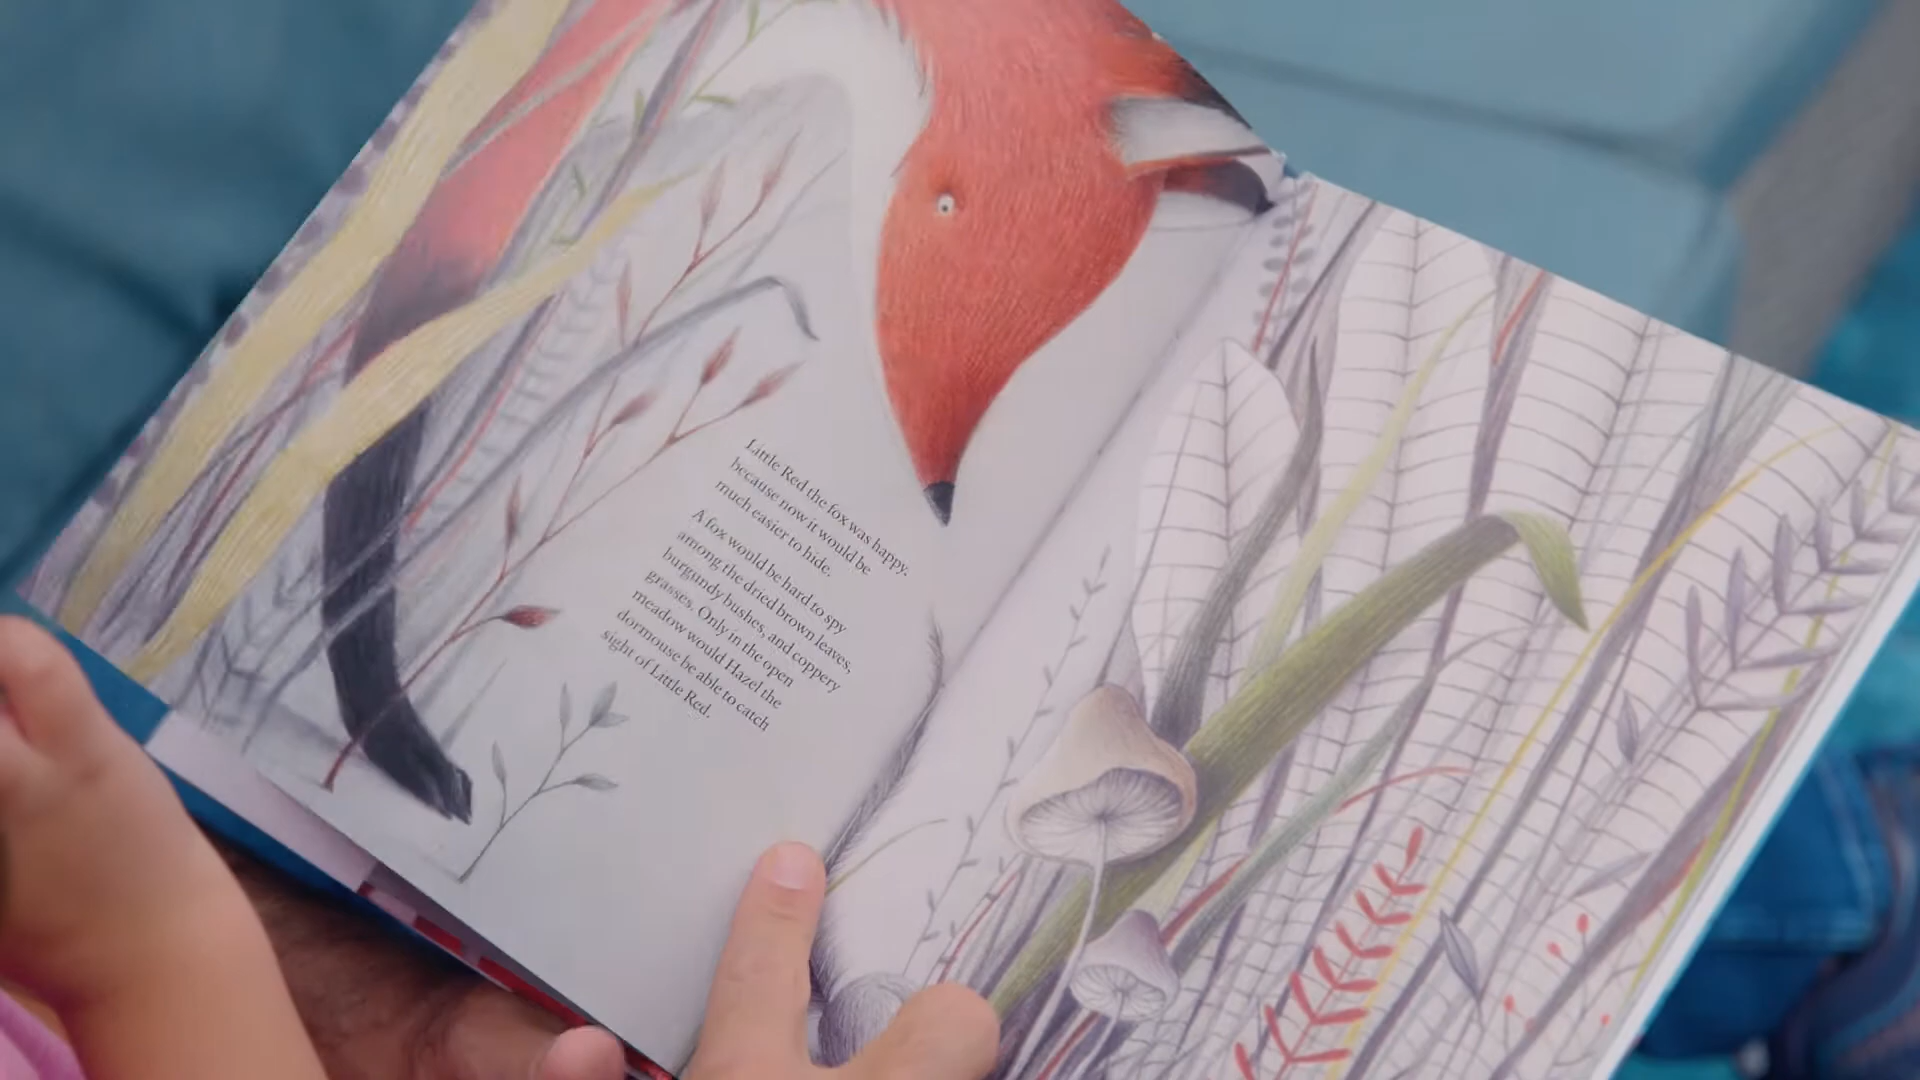 Little Red the fox was happy,
because now it would be
much easier to hide.
A fox would be hard to spy
among the dried brown leaves,
burgundy bushes, and coppery
grasses. Only in the open
meadow would Hazel the
dormouse be able to catch
sight of Little Red.